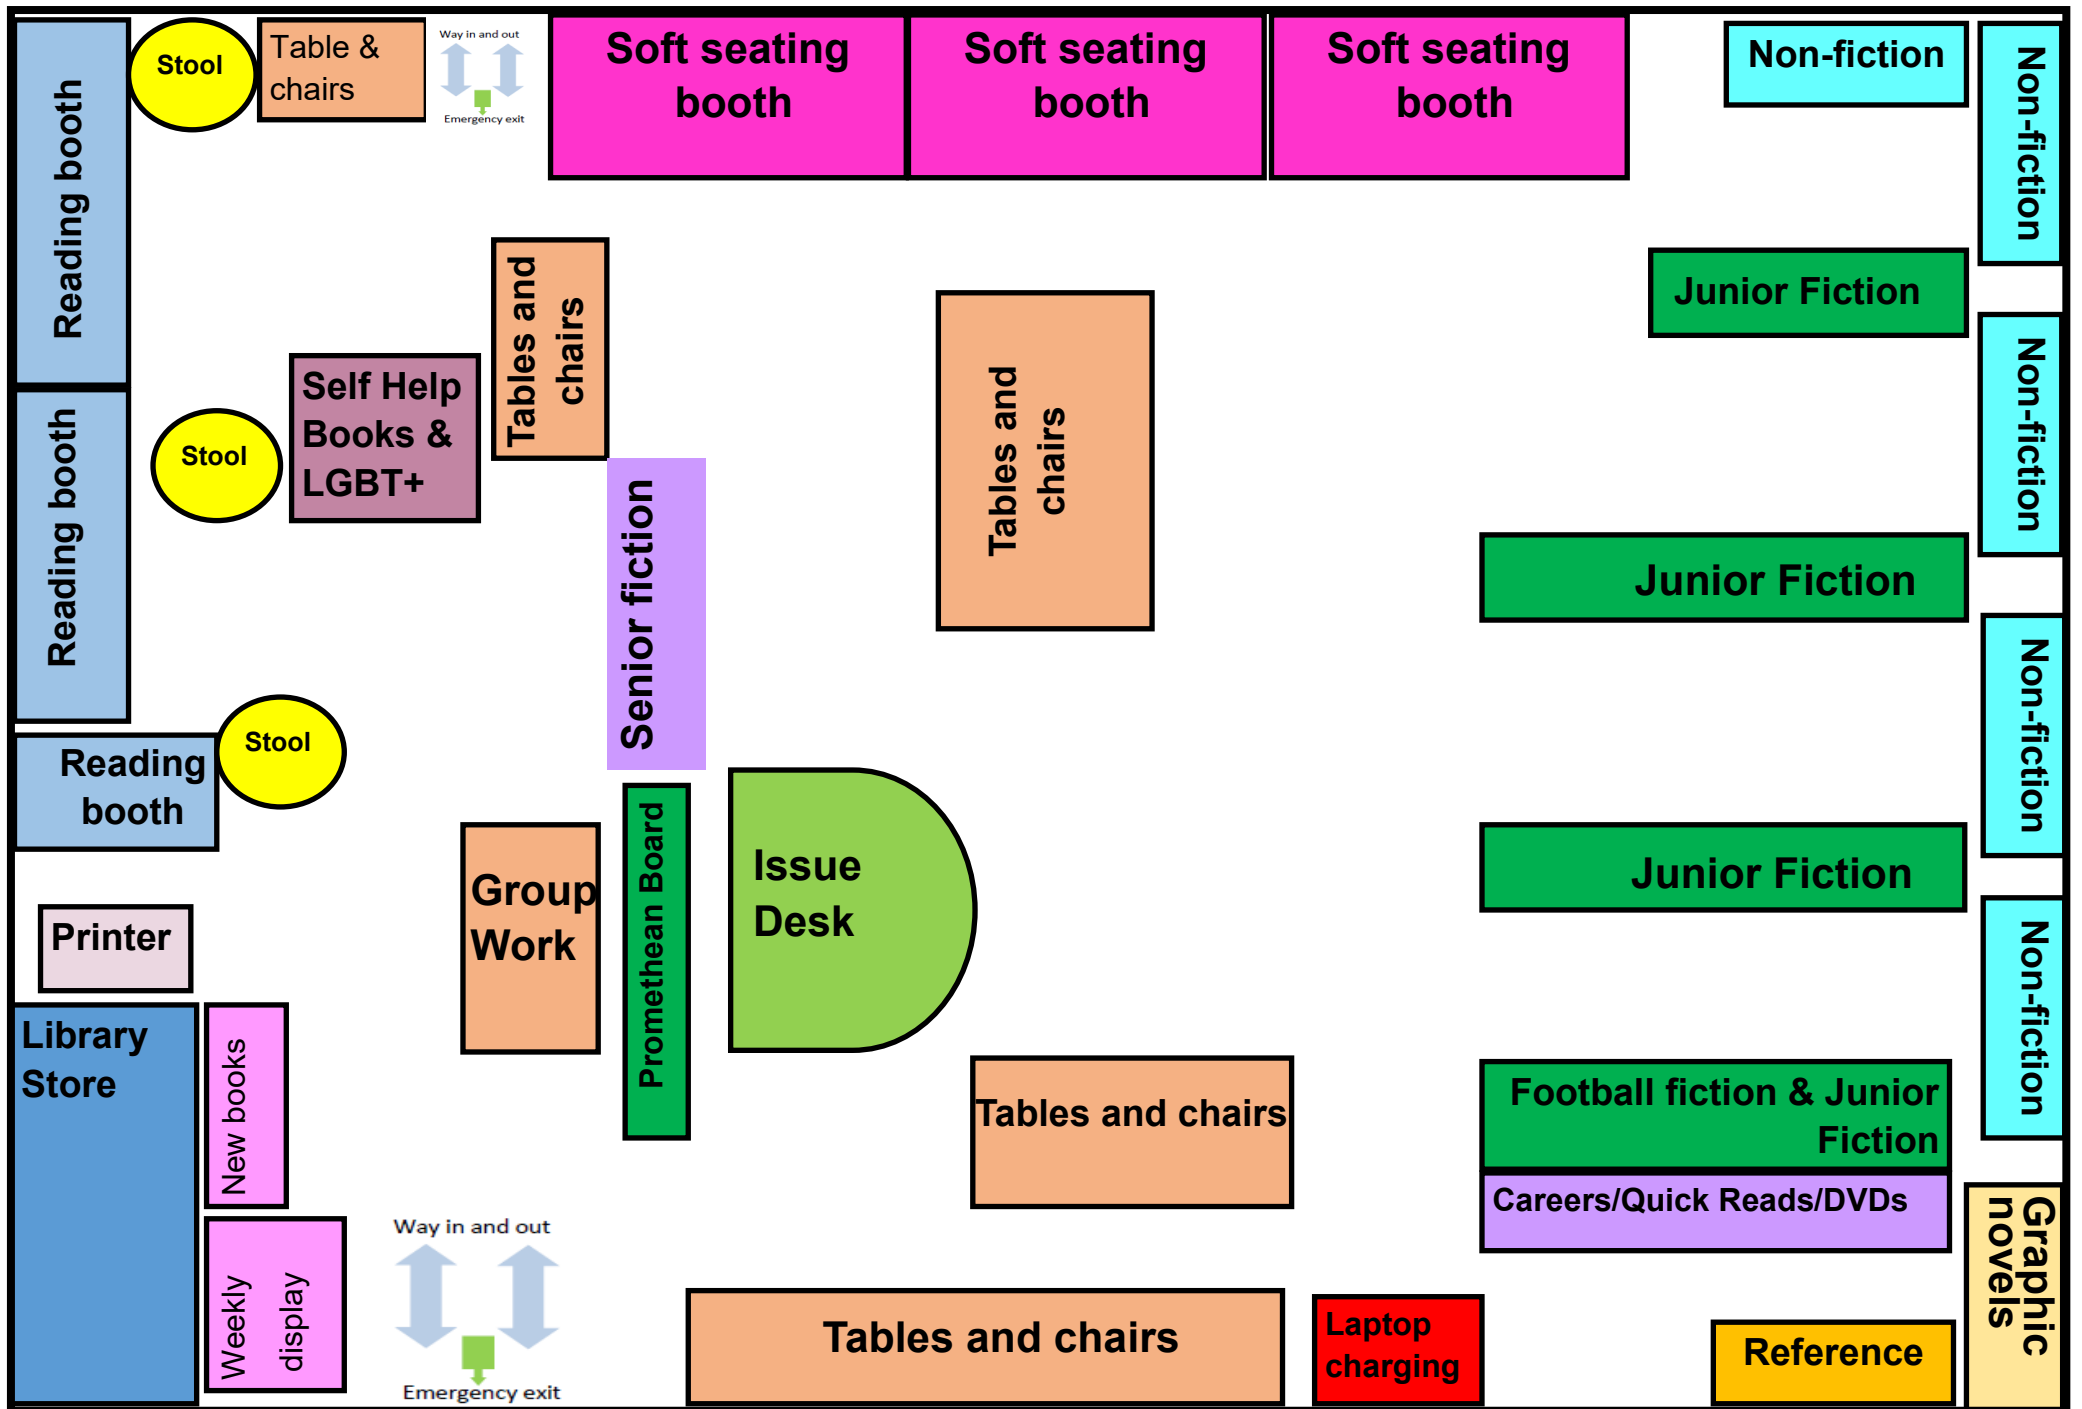 Reading booth
Stool
Table &
chairs
Way in and out
Emergency exit
Soft seating
booth
Soft seating
booth
Soft seating
booth
Non-fiction
Non-fiction
Tables and
chairs
Junior Fiction
Tables and
chairs
Non-fiction
Self Help
Books &
LGBT+
Reading booth
Stool
Senior fiction
Junior Fiction
Non-fiction
Reading
booth
Stool
Group
Work
Promethean Board
Issue
Desk
Junior Fiction
Non-fiction
Printer
Library
Store
New books
Tables and chairs
Football fiction & Junior
Fiction
Careers/Quick Reads/DVDs
Graphic
novels
Weekly
display
Way in and out
Emergency exit
Tables and chairs
Laptop
charging
Reference